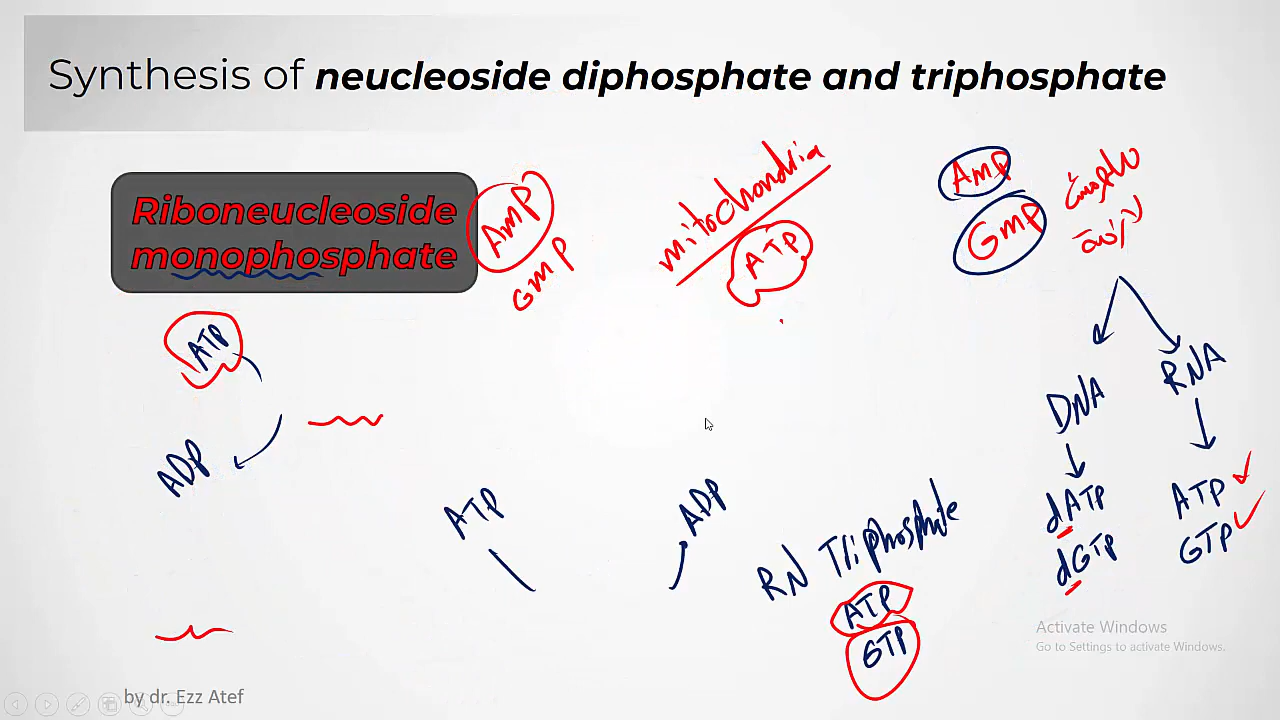 Synthesis of neucleoside diphosphate and triphosphate
Riboneucleoside
monophosphate
AMP
GMP
mitochondria
ATP
AMP
GMP
DNA
RNA
dATP
dGTP
ATP
GTP
ATP
ADP
ATP
ADP
RN Triphosphate
ATP
GTP
Activate Windows
Go to Settings to activate Windows.
by dr. Ezz Atef